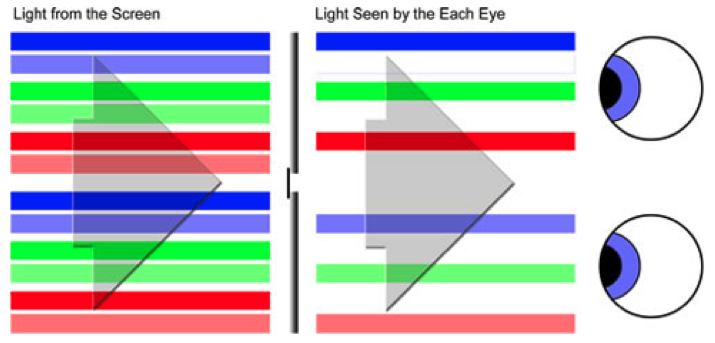 Light from the Screen
Light Seen by the Each Eye